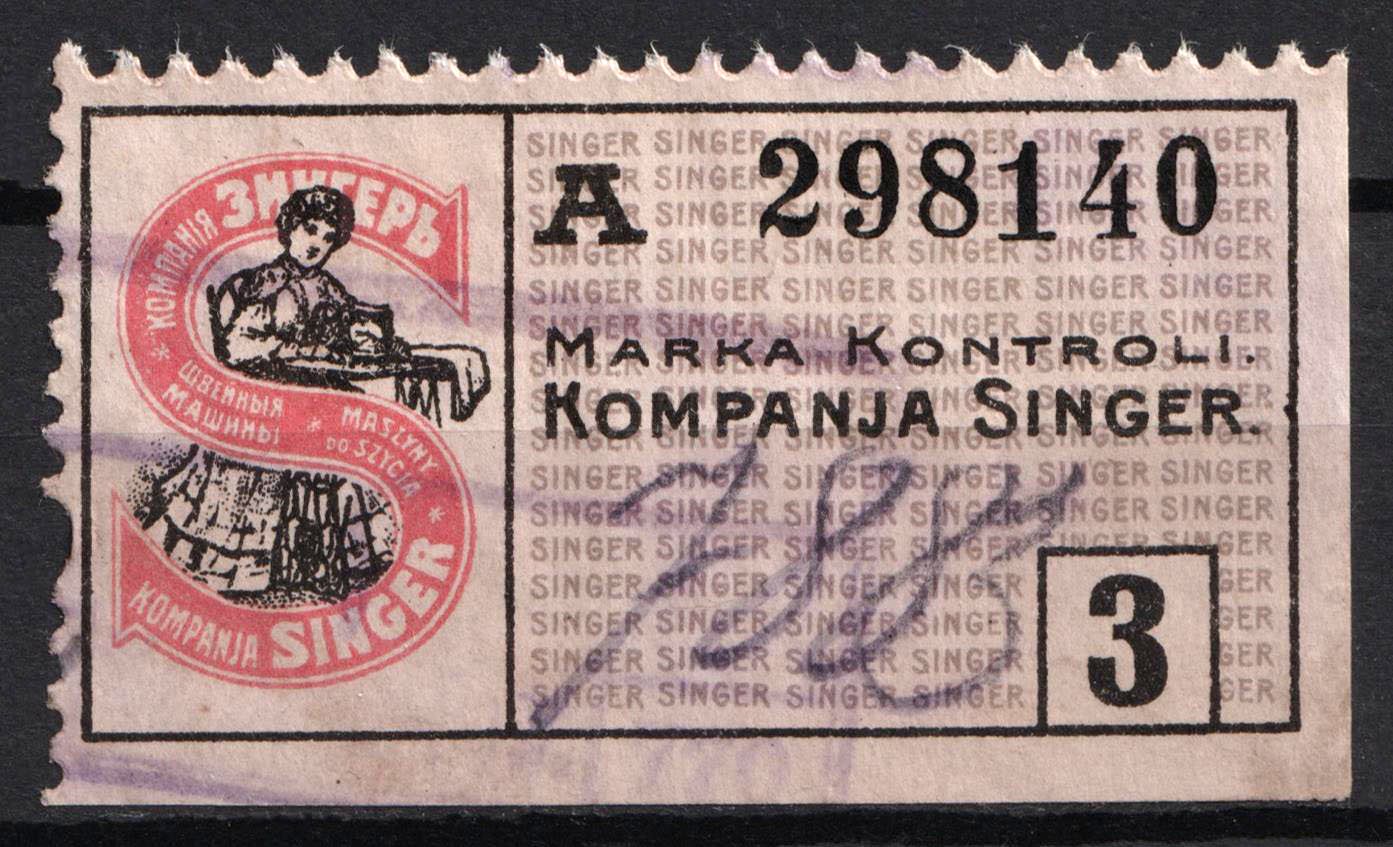 КОМПАНІЯ ЗИНГЕРЪ
ШВЕЙНЫЯ
МАШИНЫ
MASZYNY
DO SZYCIA
KOMPANJA SINGER
SINGER SINGER SINGER SINGER SINGER SINGER
A 298140
MARKA KONTROLI.
KOMPANJA SINGER.
3